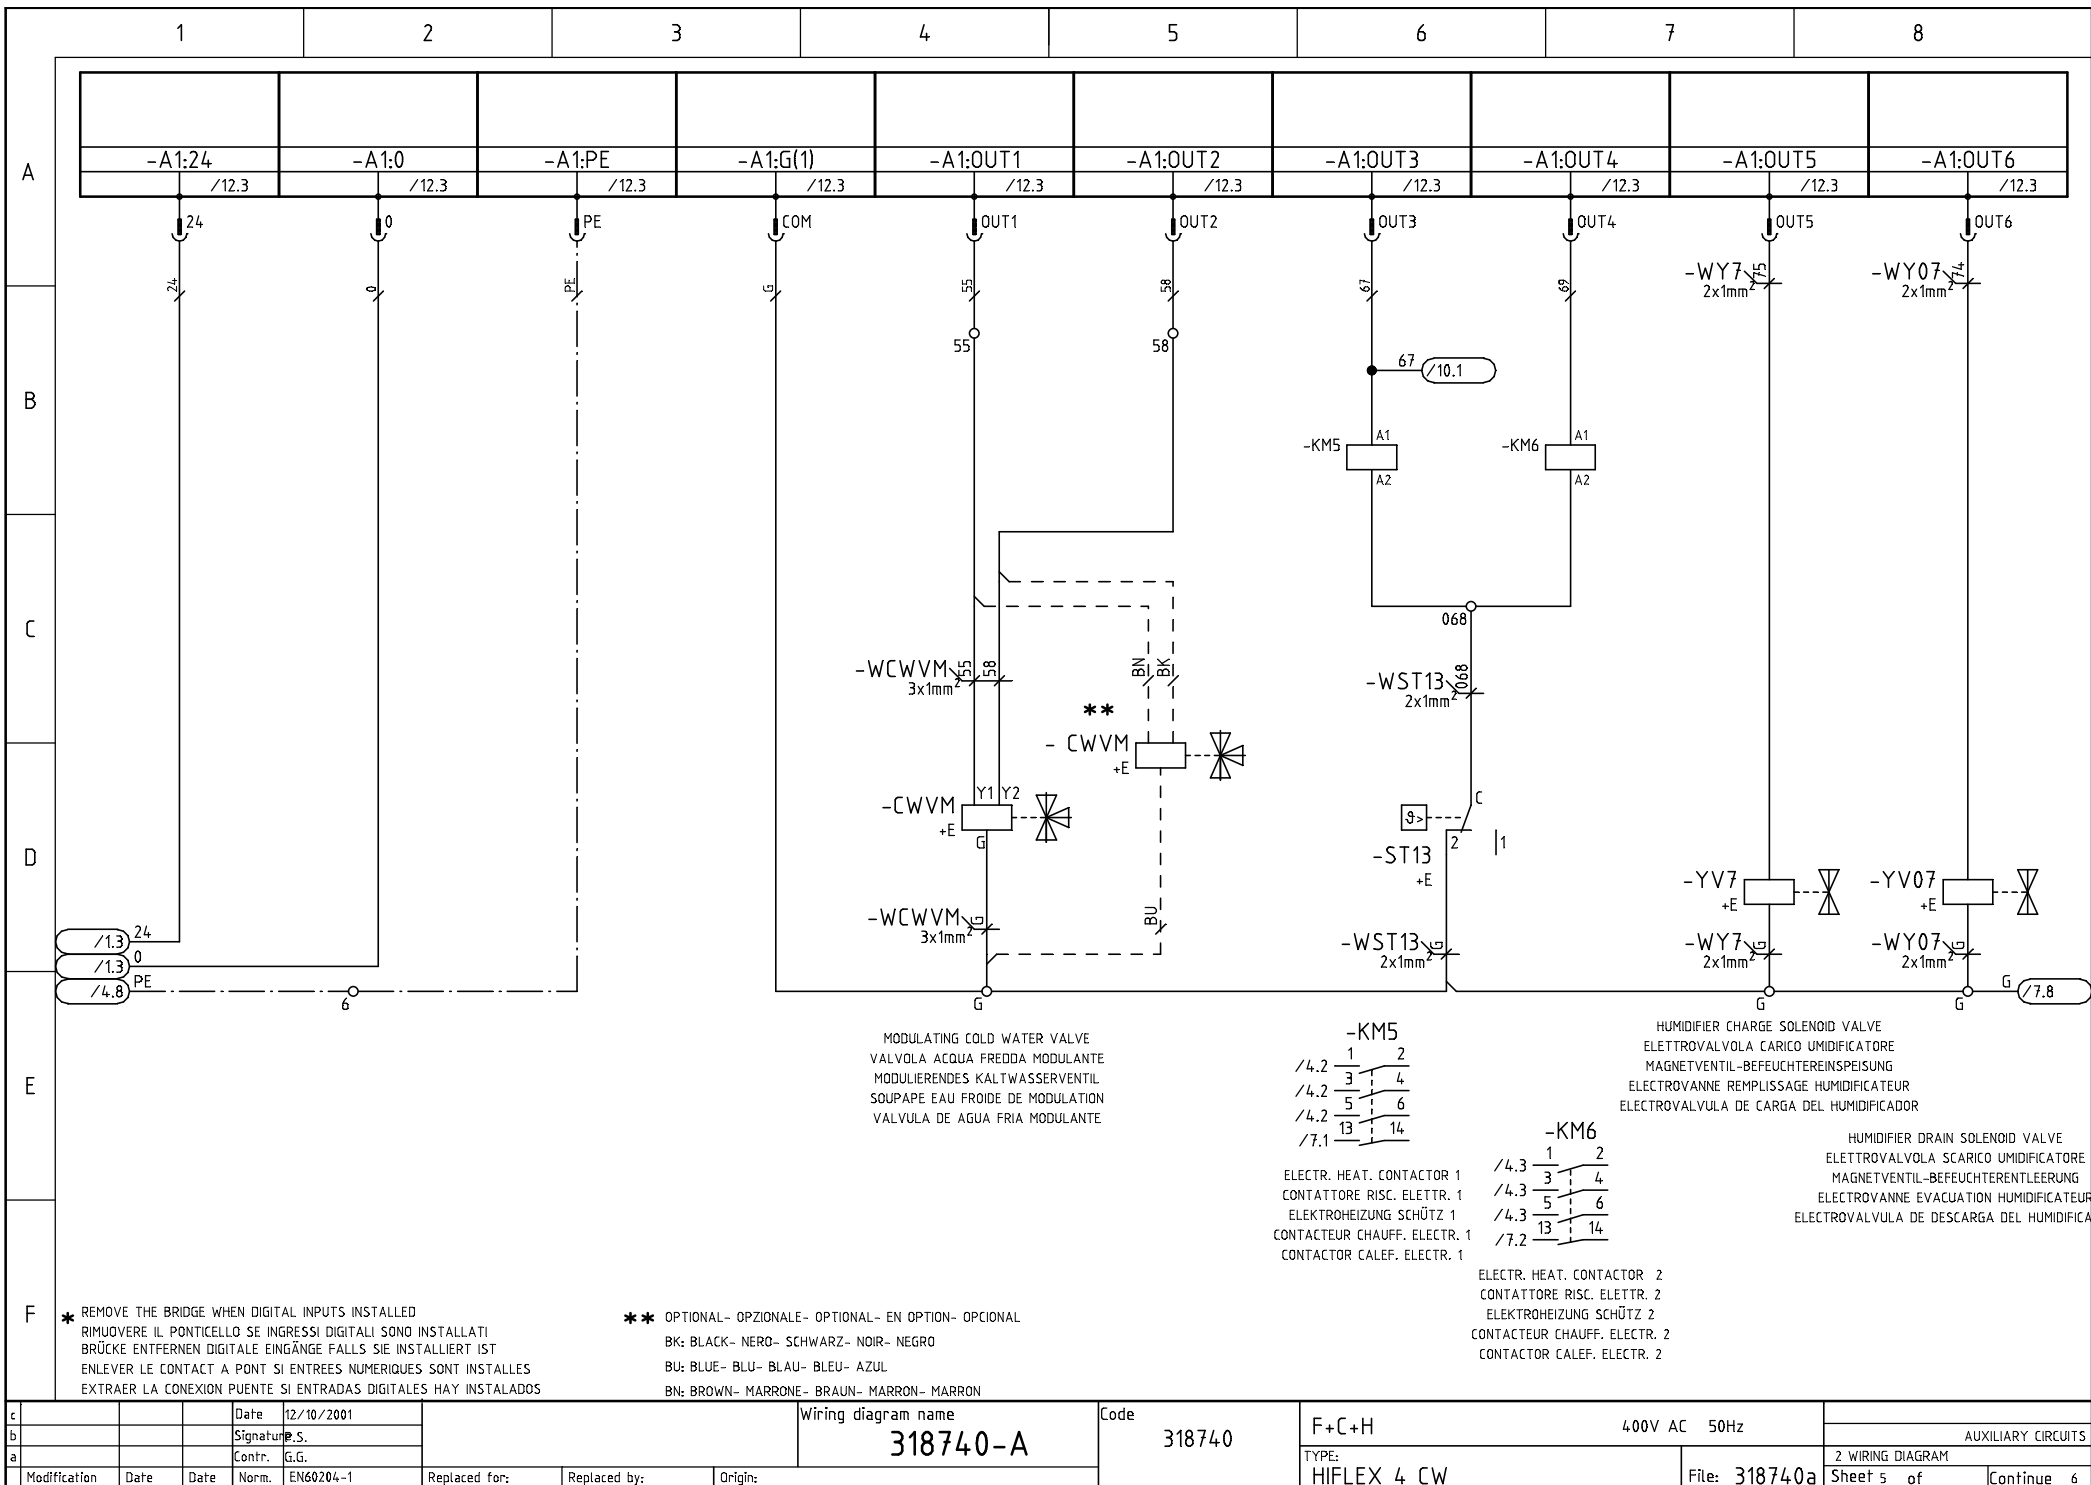 1 2 3 4 5 6 7 8
A
B
C
D
E
F
-A1:24 -A1:0 -A1:PE -A1:G(1) -A1:OUT1 -A1:OUT2 -A1:OUT3 -A1:OUT4 -A1:OUT5 -A1:OUT6
/12.3 /12.3 /12.3 /12.3 /12.3 /12.3 /12.3 /12.3 /12.3 /12.3
24 0 PE COM OUT1 OUT2 OUT3 OUT4 OUT5 OUT6
24 0 PE G 55 58 67 69
-WY7 75
2x1mm²
-WY07 74
2x1mm²
55 58
67 /10.1
-KM5 A1 A2
-KM6 A1 A2
068
-WCWVM 55 58
3x1mm²
BN BK
-WST13 068
2x1mm²
**
- CWVM
+E
-CWVM Y1 Y2
+E
G
ϑ> C
2 1
-ST13
+E
-YV7
+E
-YV07
+E
-WCWVM G
3x1mm²
BU
-WST13 G
2x1mm²
-WY7 G
2x1mm²
-WY07 G
2x1mm²
/1.3 24
/1.3 0
/4.8 PE
6
G
G
G
G /7.8
MODULATING COLD WATER VALVE
VALVOLA ACQUA FREDDA MODULANTE
MODULIERENDES KALTWASSERVENTIL
SOUPAPE EAU FROIDE DE MODULATION
VALVULA DE AGUA FRIA MODULANTE
-KM5
/4.2 1 2
/4.2 3 4
/4.2 5 6
/7.1 13 14
ELECTR. HEAT. CONTACTOR 1
CONTATTORE RISC. ELETTR. 1
ELEKTROHEIZUNG SCHÜTZ 1
CONTACTEUR CHAUFF. ELECTR. 1
CONTACTOR CALEF. ELECTR. 1
-KM6
/4.3 1 2
/4.3 3 4
/4.3 5 6
/7.2 13 14
ELECTR. HEAT. CONTACTOR 2
CONTATTORE RISC. ELETTR. 2
ELEKTROHEIZUNG SCHÜTZ 2
CONTACTEUR CHAUFF. ELECTR. 2
CONTACTOR CALEF. ELECTR. 2
HUMIDIFIER CHARGE SOLENOID VALVE
ELETTROVALVOLA CARICO UMIDIFICATORE
MAGNETVENTIL-BEFEUCHTEREINSPEISUNG
ELECTROVANNE REMPLISSAGE HUMIDIFICATEUR
ELECTROVALVULA DE CARGA DEL HUMIDIFICADOR
HUMIDIFIER DRAIN SOLENOID VALVE
ELETTROVALVOLA SCARICO UMIDIFICATORE
MAGNETVENTIL-BEFEUCHTERENTLEERUNG
ELECTROVANNE EVACUATION HUMIDIFICATEUR
ELECTROVALVULA DE DESCARGA DEL HUMIDIFICA
* REMOVE THE BRIDGE WHEN DIGITAL INPUTS INSTALLED
RIMUOVERE IL PONTICELLO SE INGRESSI DIGITALI SONO INSTALLATI
BRÜCKE ENTFERNEN DIGITALE EINGÄNGE FALLS SIE INSTALLIERT IST
ENLEVER LE CONTACT A PONT SI ENTREES NUMERIQUES SONT INSTALLES
EXTRAER LA CONEXION PUENTE SI ENTRADAS DIGITALES HAY INSTALADOS
** OPTIONAL- OPZIONALE- OPTIONAL- EN OPTION- OPCIONAL
BK: BLACK- NERO- SCHWARZ- NOIR- NEGRO
BU: BLUE- BLU- BLAU- BLEU- AZUL
BN: BROWN- MARRONE- BRAUN- MARRON- MARRON
c Date 12/10/2001
b Signature P.S.
a Contr. G.G.
Modification Date Date Norm. EN60204-1
Replaced for: Replaced by: Origin:
Wiring diagram name
318740-A
Code
318740
F+C+H 400V AC 50Hz
TYPE:
HIFLEX 4 CW
File: 318740a
AUXILIARY CIRCUITS
2 WIRING DIAGRAM
Sheet 5 of Continue 6